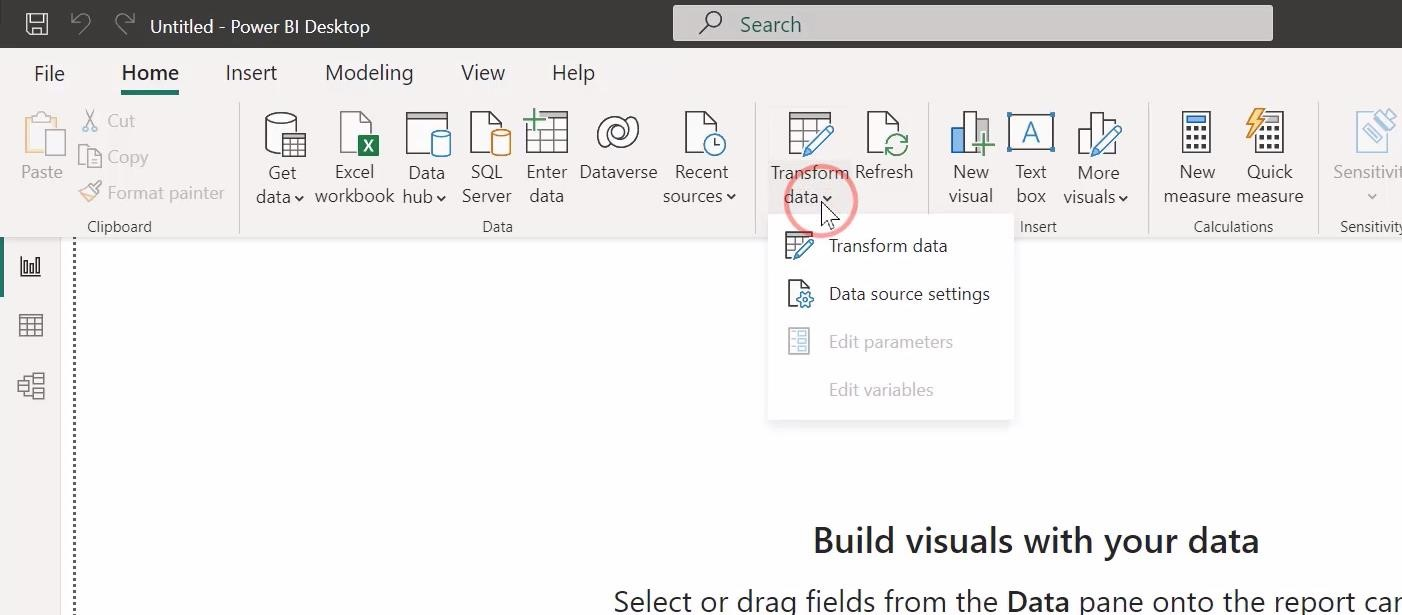 Untitled - Power BI Desktop
Search
File
Home
Insert
Modeling
View
Help
Paste
Cut
Copy
Format painter
Clipboard
Get
data
Excel
workbook
Data
hub
SQL
Server
Enter
data
Dataverse
Recent
sources
Data
Transform
data
Refresh
New
visual
Text
box
More
visuals
Insert
New
measure
Quick
measure
Calculations
Transform data
Data source settings
Edit parameters
Edit variables
Build visuals with your data
Select or drag fields from the Data pane onto the report